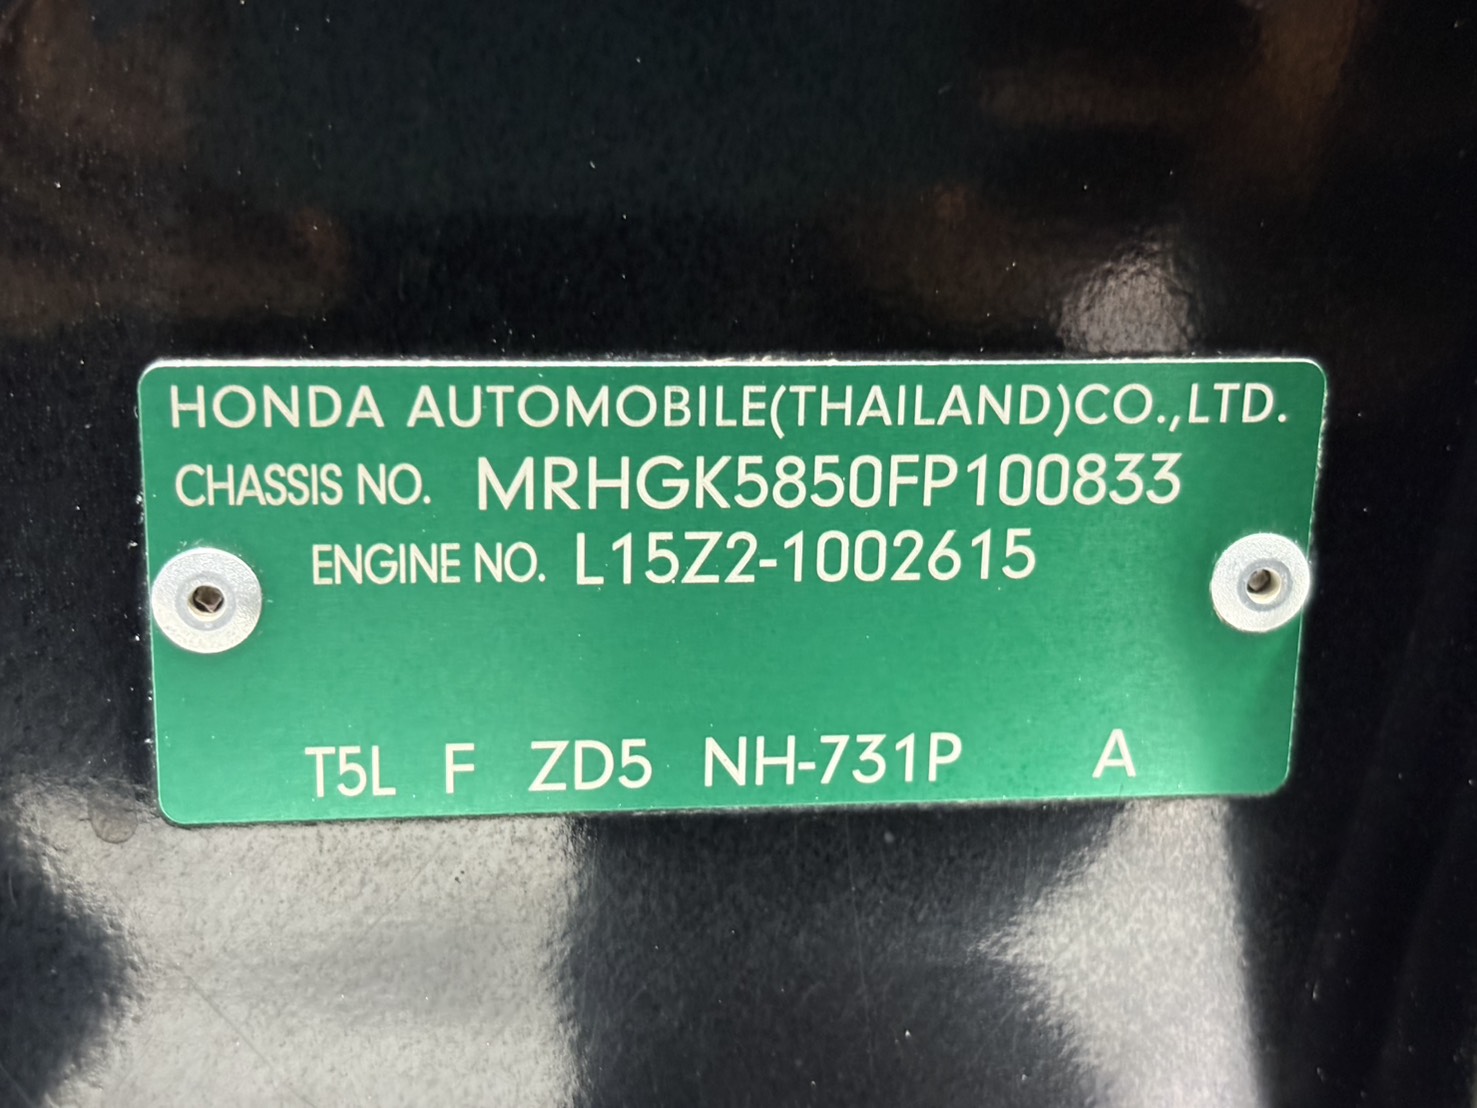 HONDA AUTOMOBILE(THAILAND)CO.,LTD.
CHASSIS NO. MRHGK5850FP100833
ENGINE NO. L15Z2-1002615
T5L F ZD5 NH-731P A